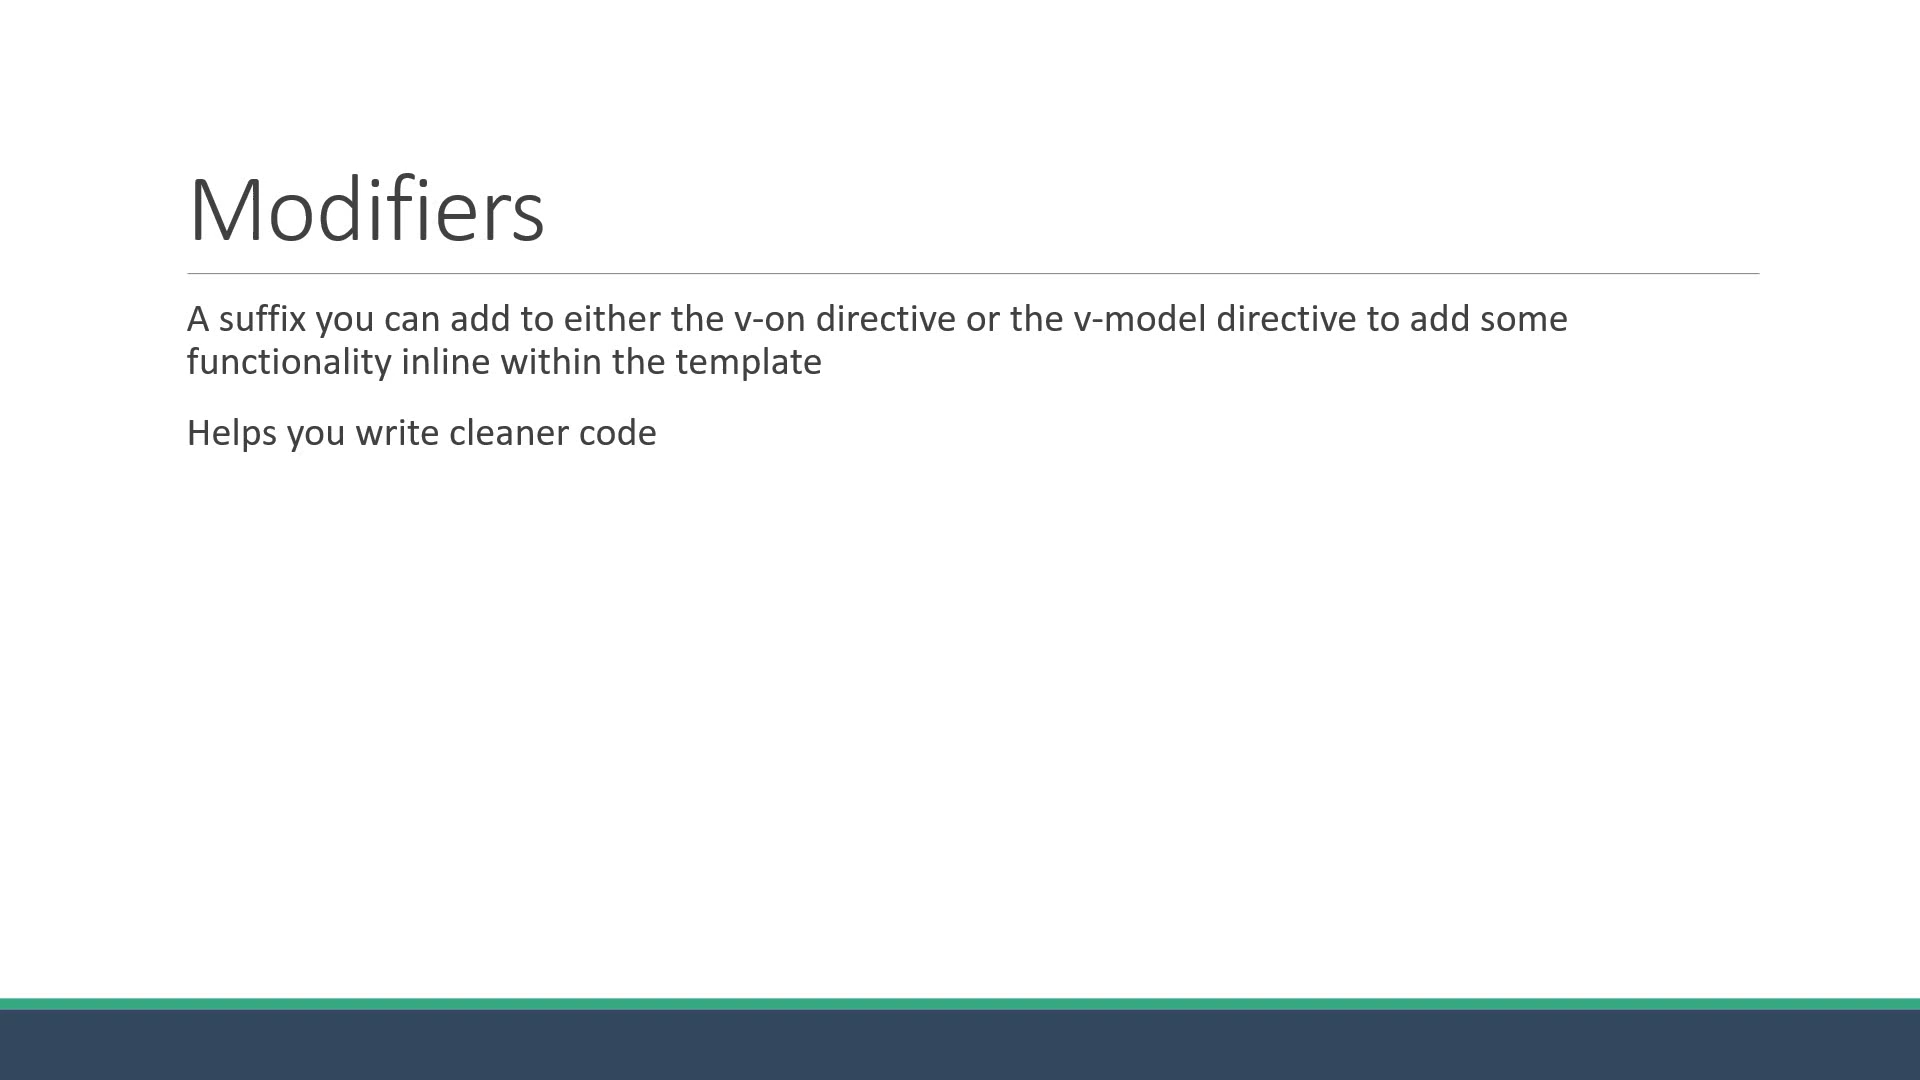 Modifiers
A suffix you can add to either the v-on directive or the v-model directive to add some
functionality inline within the template
Helps you write cleaner code